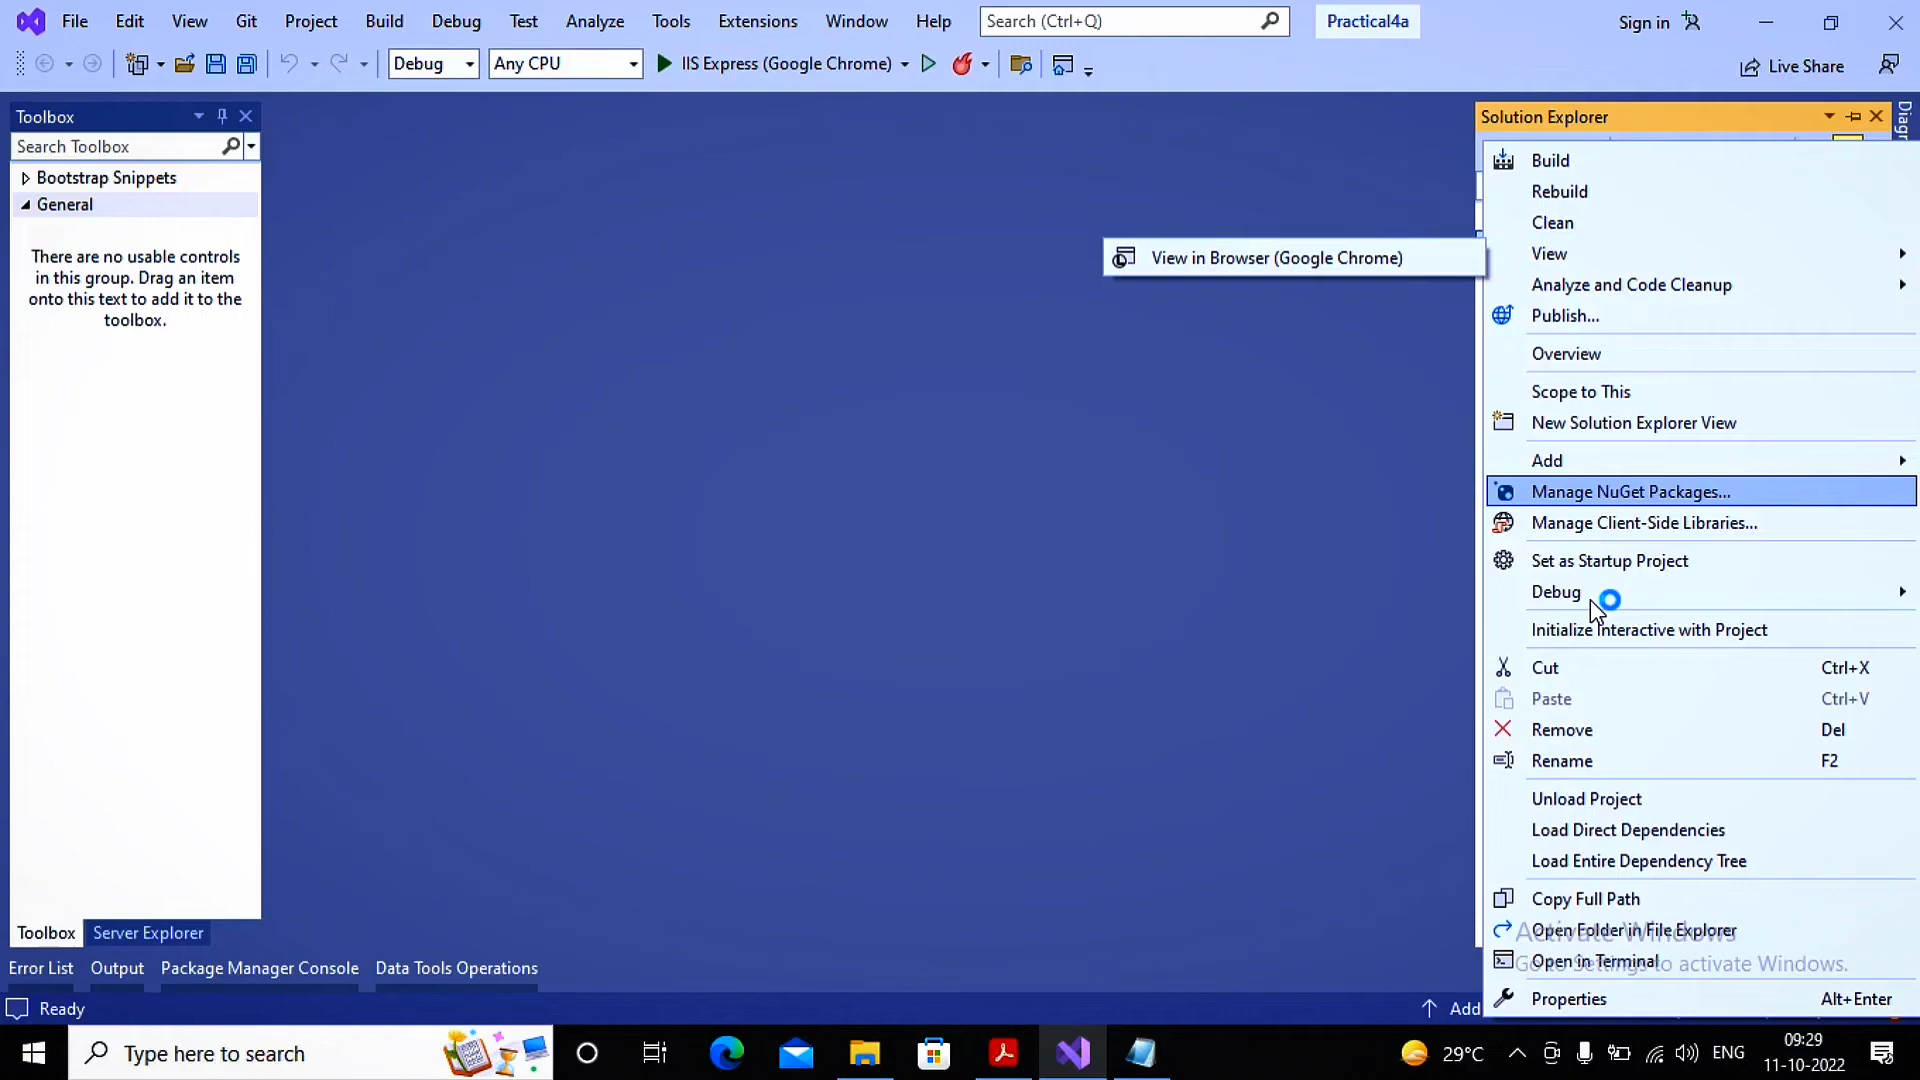 File Edit View Git Project Build Debug Test Analyze Tools Extensions Window Help Search (Ctrl+Q) Practical4a Sign in
Debug Any CPU IIS Express (Google Chrome) Live Share
Toolbox
Search Toolbox
Bootstrap Snippets
General
There are no usable controls
in this group. Drag an item
onto this text to add it to the
toolbox.
Toolbox Server Explorer
View in Browser (Google Chrome)
Solution Explorer
Diagr
Build
Rebuild
Clean
View
Analyze and Code Cleanup
Publish...
Overview
Scope to This
New Solution Explorer View
Add
Manage NuGet Packages...
Manage Client-Side Libraries...
Set as Startup Project
Debug
Initialize Interactive with Project
Cut Ctrl+X
Paste Ctrl+V
Remove Del
Rename F2
Unload Project
Load Direct Dependencies
Load Entire Dependency Tree
Copy Full Path
Open Folder in File Explorer
Open in Terminal
Properties Alt+Enter
Activate Windows
Go to Settings to activate Windows.
Error List Output Package Manager Console Data Tools Operations
Ready Add
Type here to search 29°C ENG 09:29
11-10-2022